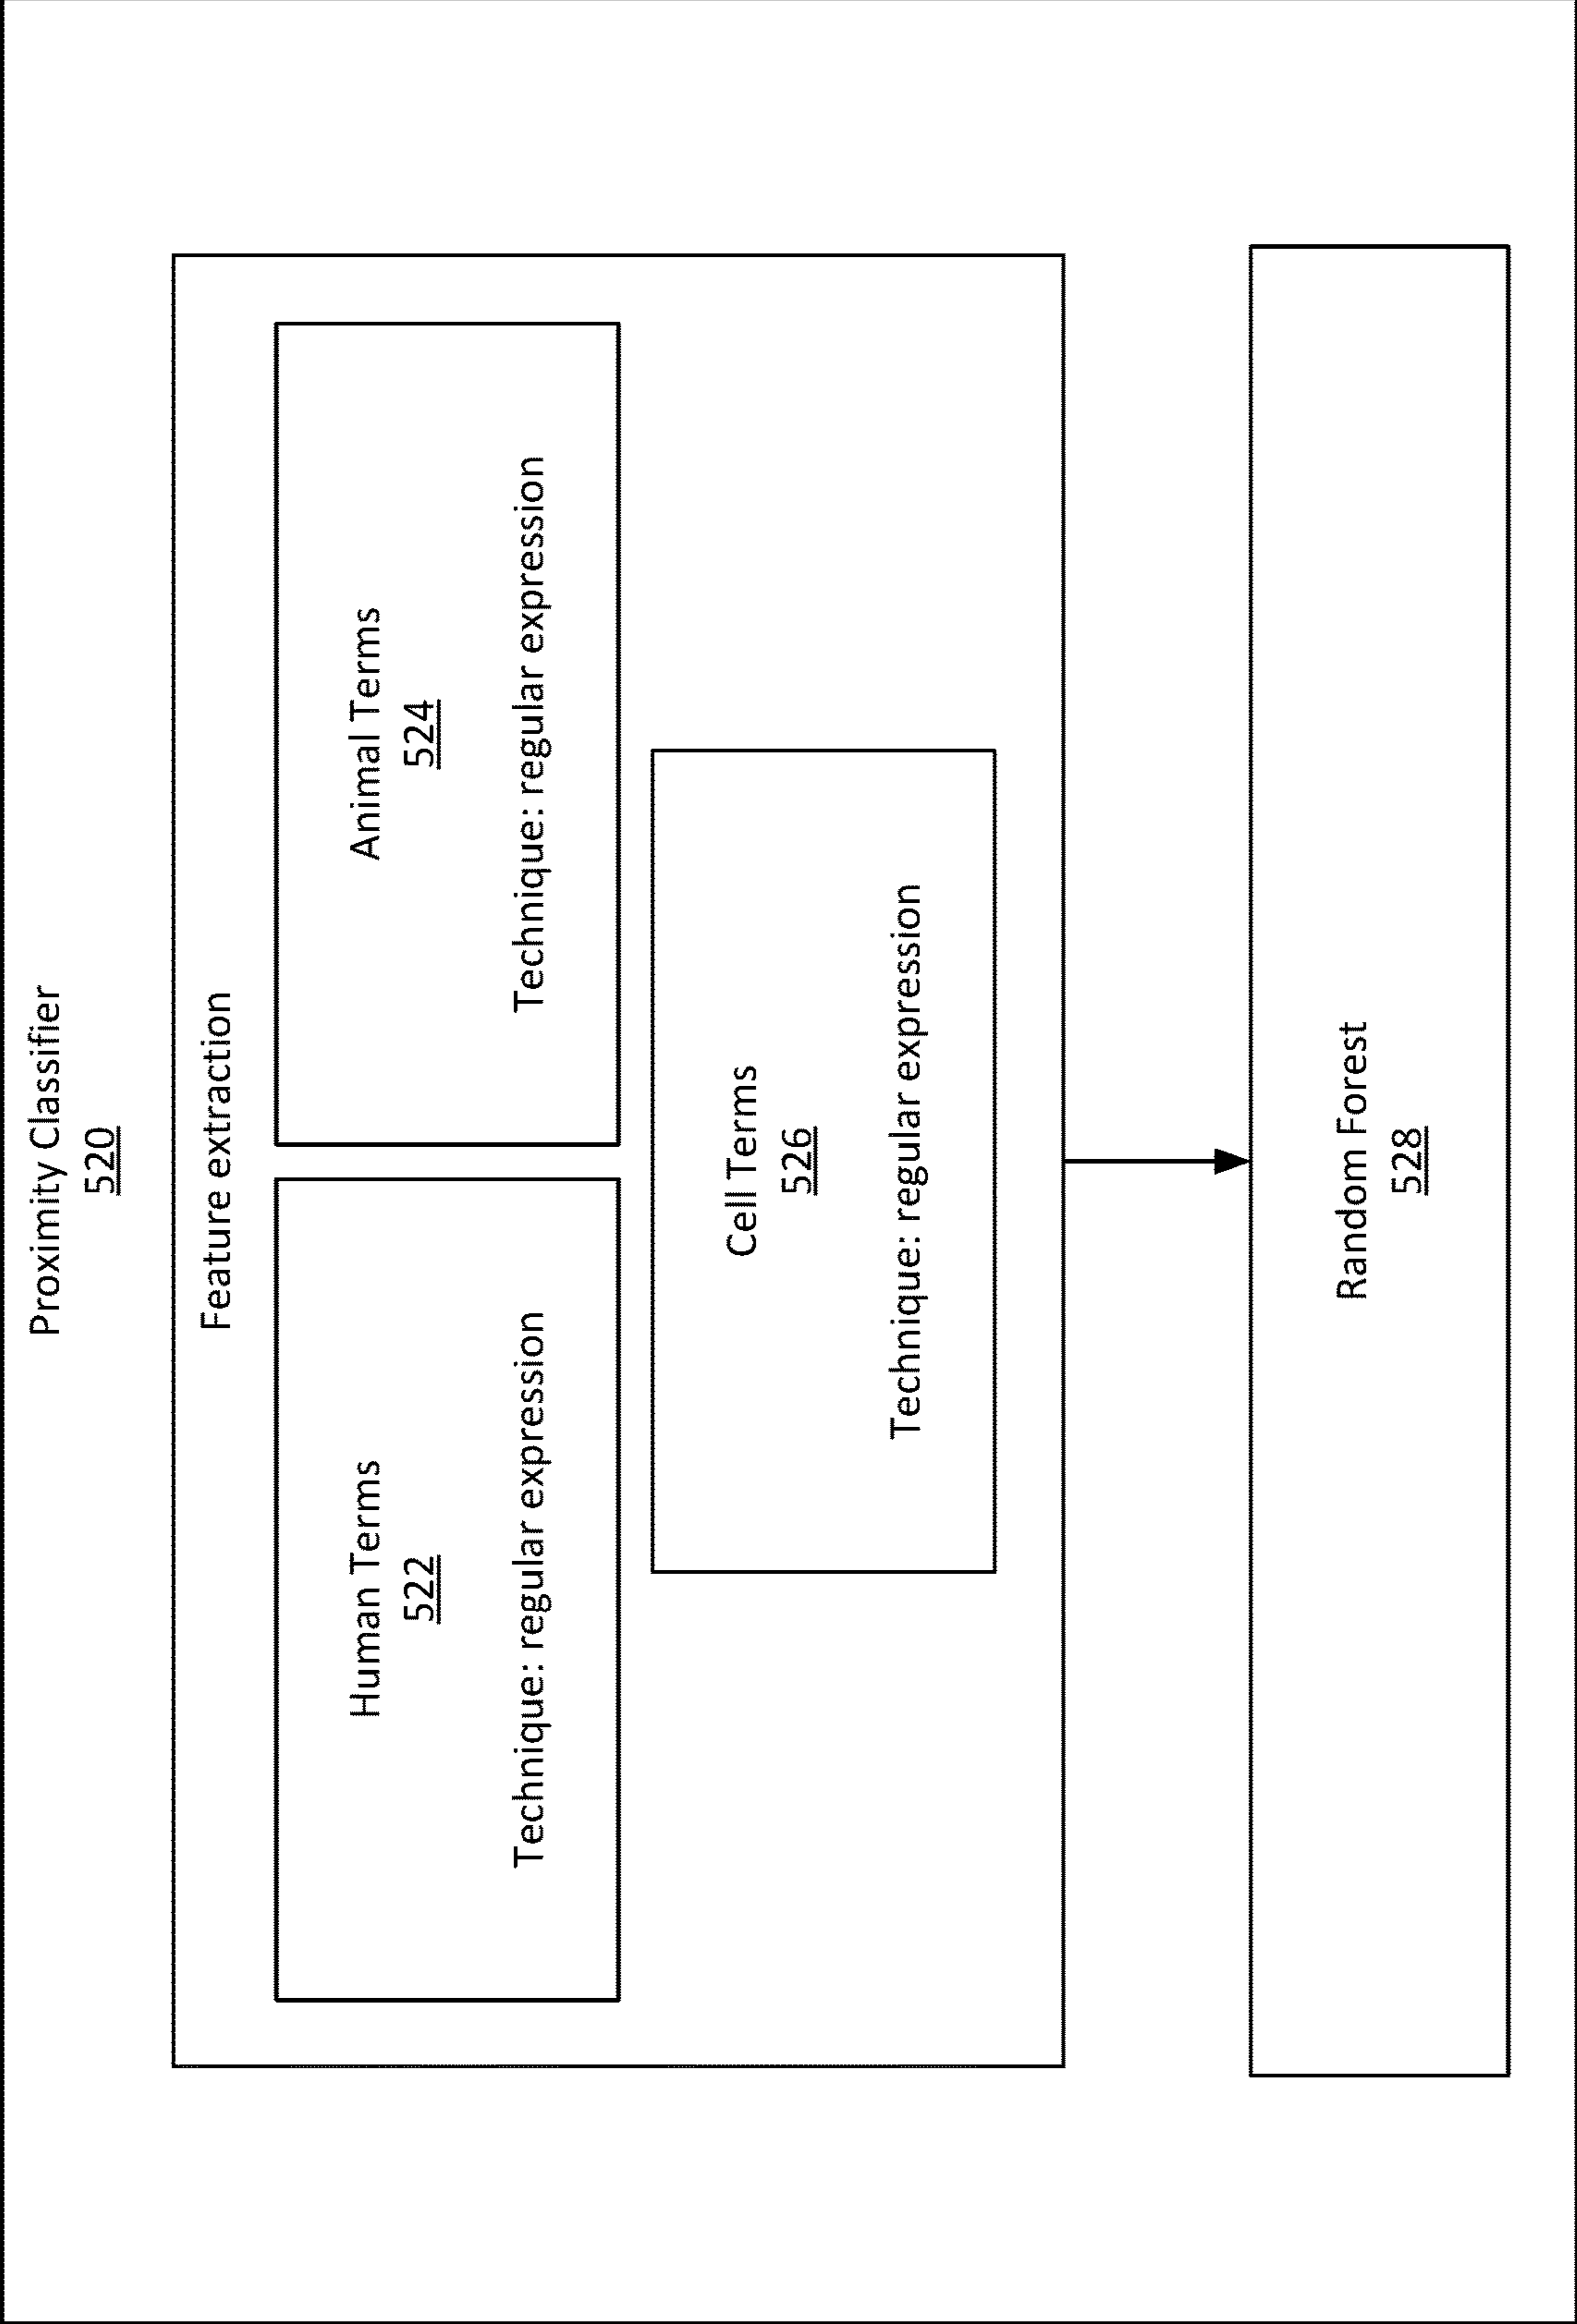 Proximity Classifier
520
Feature extraction
Human Terms
522
Technique: regular expression
Animal Terms
524
Technique: regular expression
Cell Terms
526
Technique: regular expression
Random Forest
528